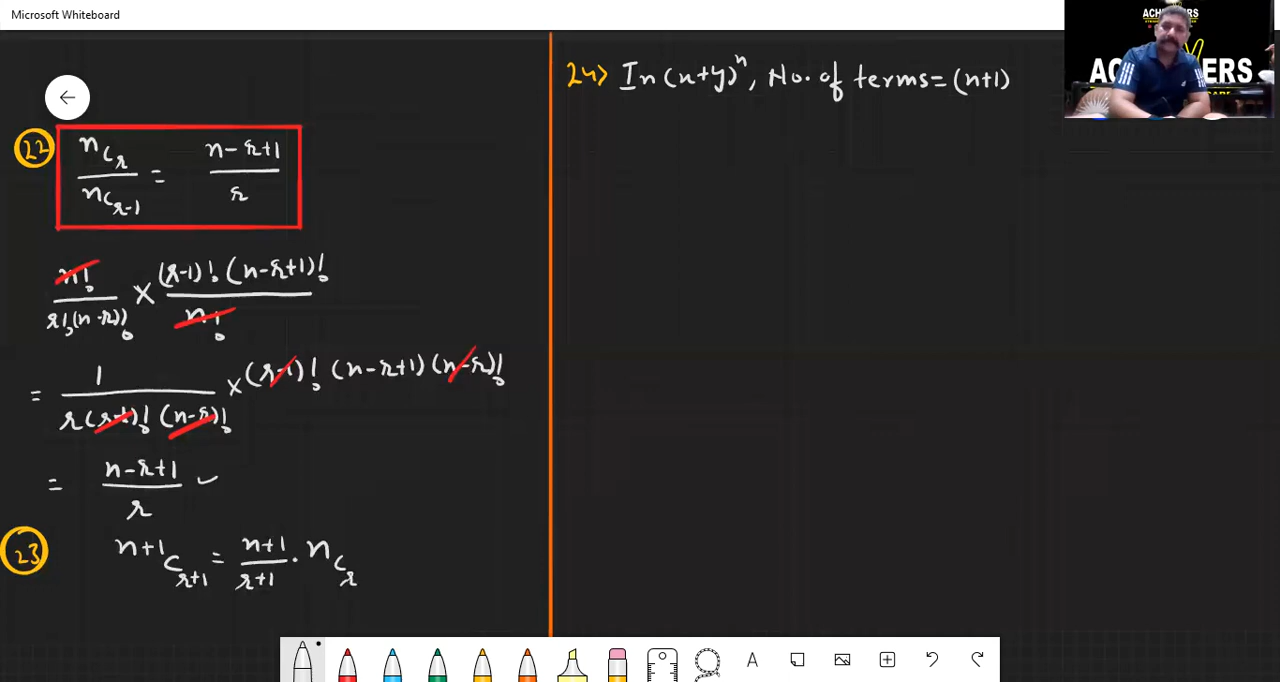 Microsoft Whiteboard
ACHIEVERS
22
nCr / nCr-1 = n-r+1 / r
n! / r!(n-r)! × (r-1)!(n-r+1)! / n!
= 1 / r(r-1)!(n-r)! × (r-1)!(n-r+1)(n-r)!
= n-r+1 / r
23
n+1Cr+1 = n+1 / r+1 . nCr
24) In (x+y)^n, No. of terms = (n+1)
A